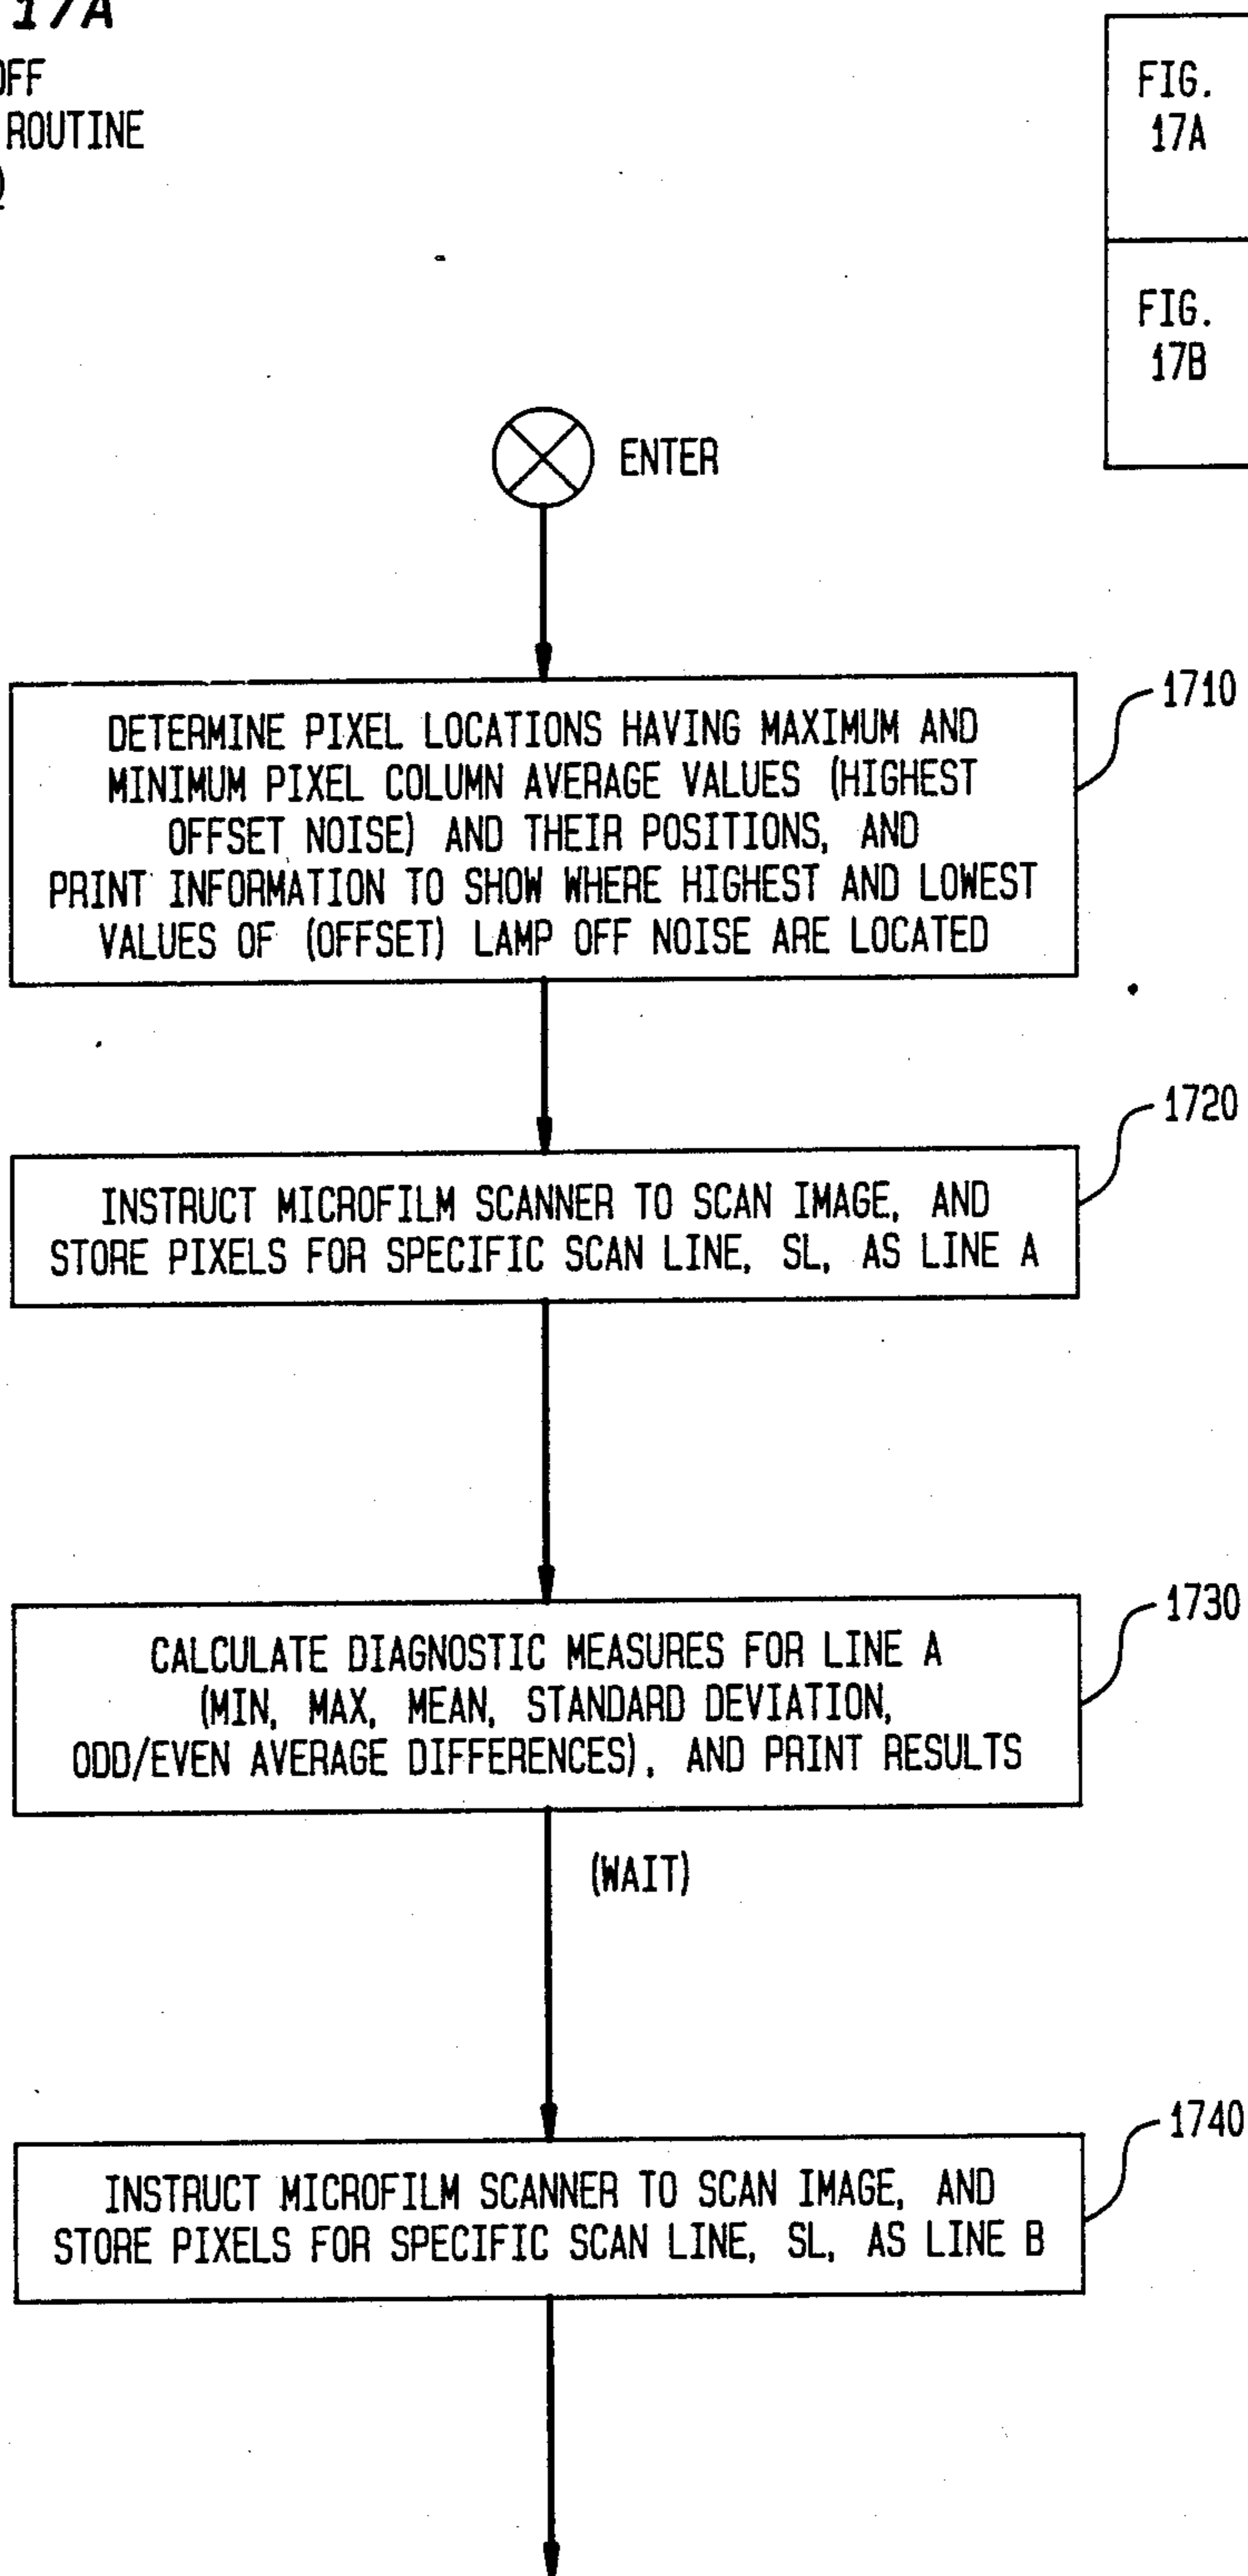 17A
OFF
ROUTINE
FIG.
17A
FIG.
17B
ENTER
1710
DETERMINE PIXEL LOCATIONS HAVING MAXIMUM AND
MINIMUM PIXEL COLUMN AVERAGE VALUES (HIGHEST
OFFSET NOISE) AND THEIR POSITIONS, AND
PRINT INFORMATION TO SHOW WHERE HIGHEST AND LOWEST
VALUES OF (OFFSET) LAMP OFF NOISE ARE LOCATED
1720
INSTRUCT MICROFILM SCANNER TO SCAN IMAGE, AND
STORE PIXELS FOR SPECIFIC SCAN LINE, SL, AS LINE A
1730
CALCULATE DIAGNOSTIC MEASURES FOR LINE A
(MIN, MAX, MEAN, STANDARD DEVIATION,
ODD/EVEN AVERAGE DIFFERENCES), AND PRINT RESULTS
(WAIT)
1740
INSTRUCT MICROFILM SCANNER TO SCAN IMAGE, AND
STORE PIXELS FOR SPECIFIC SCAN LINE, SL, AS LINE B